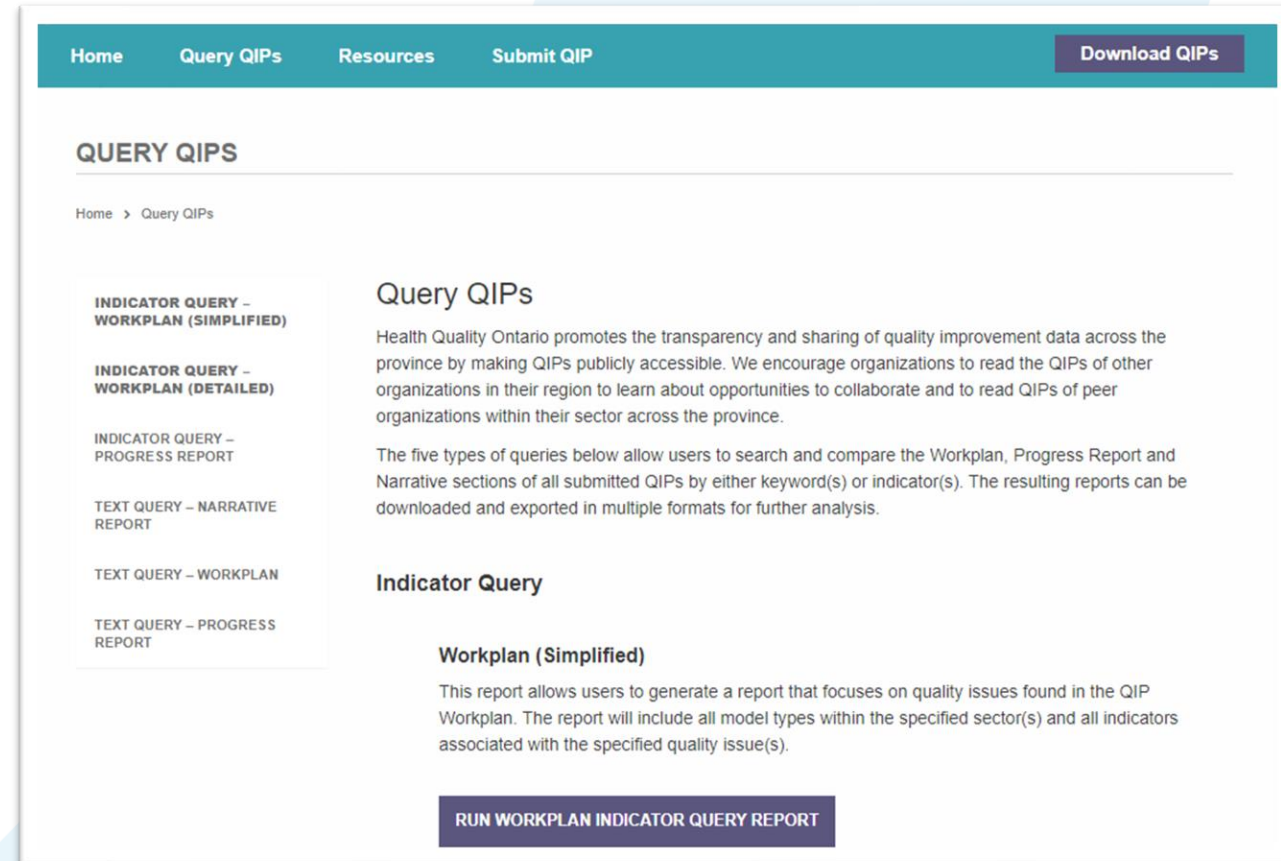 Home Query QIPs Resources Submit QIP Download QIPs
QUERY QIPS
Home > Query QIPs
INDICATOR QUERY –
WORKPLAN (SIMPLIFIED)
INDICATOR QUERY –
WORKPLAN (DETAILED)
INDICATOR QUERY –
PROGRESS REPORT
TEXT QUERY – NARRATIVE
REPORT
TEXT QUERY – WORKPLAN
TEXT QUERY – PROGRESS
REPORT
Query QIPs
Health Quality Ontario promotes the transparency and sharing of quality improvement data across the
province by making QIPs publicly accessible. We encourage organizations to read the QIPs of other
organizations in their region to learn about opportunities to collaborate and to read QIPs of peer
organizations within their sector across the province.
The five types of queries below allow users to search and compare the Workplan, Progress Report and
Narrative sections of all submitted QIPs by either keyword(s) or indicator(s). The resulting reports can be
downloaded and exported in multiple formats for further analysis.
Indicator Query
Workplan (Simplified)
This report allows users to generate a report that focuses on quality issues found in the QIP
Workplan. The report will include all model types within the specified sector(s) and all indicators
associated with the specified quality issue(s).
RUN WORKPLAN INDICATOR QUERY REPORT